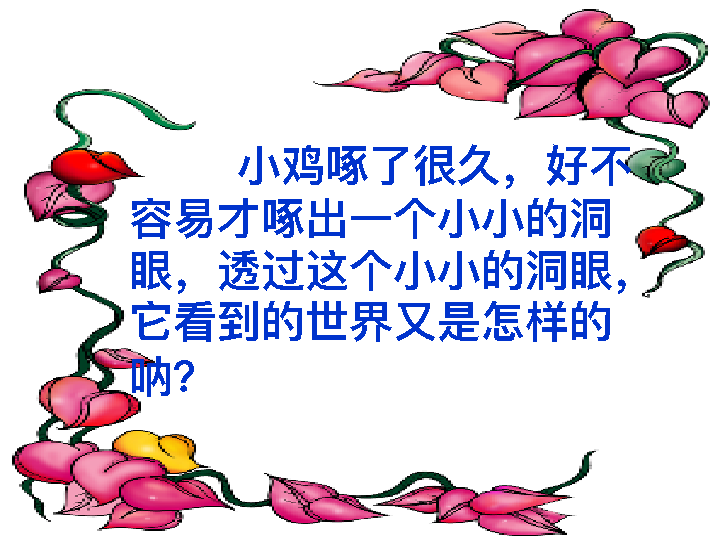 小鸡啄了很久，好不
容易才啄出一个小小的洞
眼，透过这个小小的洞眼，
它看到的世界又是怎样的
呐？